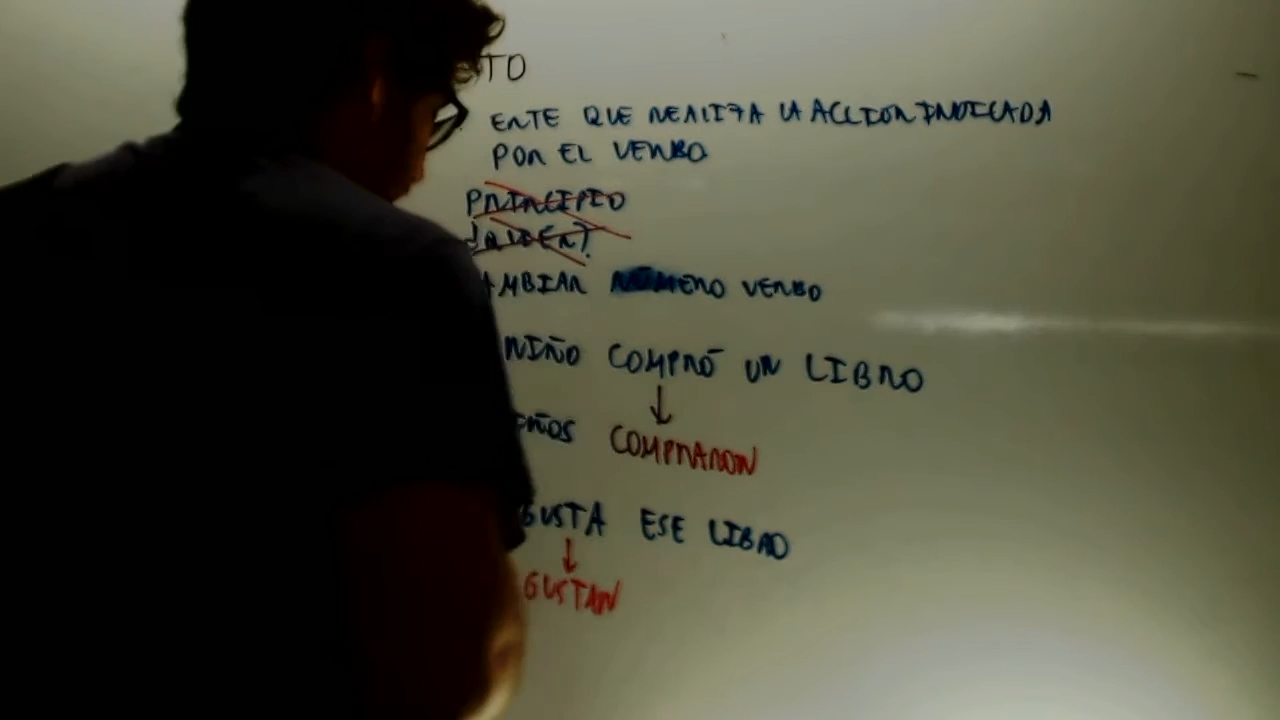 TO
ENTE QUE REALIZA LA ACCION INDICADA
POR EL VERBO
PRINCIPIO
AMBIAR NÚMERO VERBO
NIÑO COMPRÓ UN LIBRO
IÑOS COMPRARON
GUSTA ESE LIBRO
GUSTAN